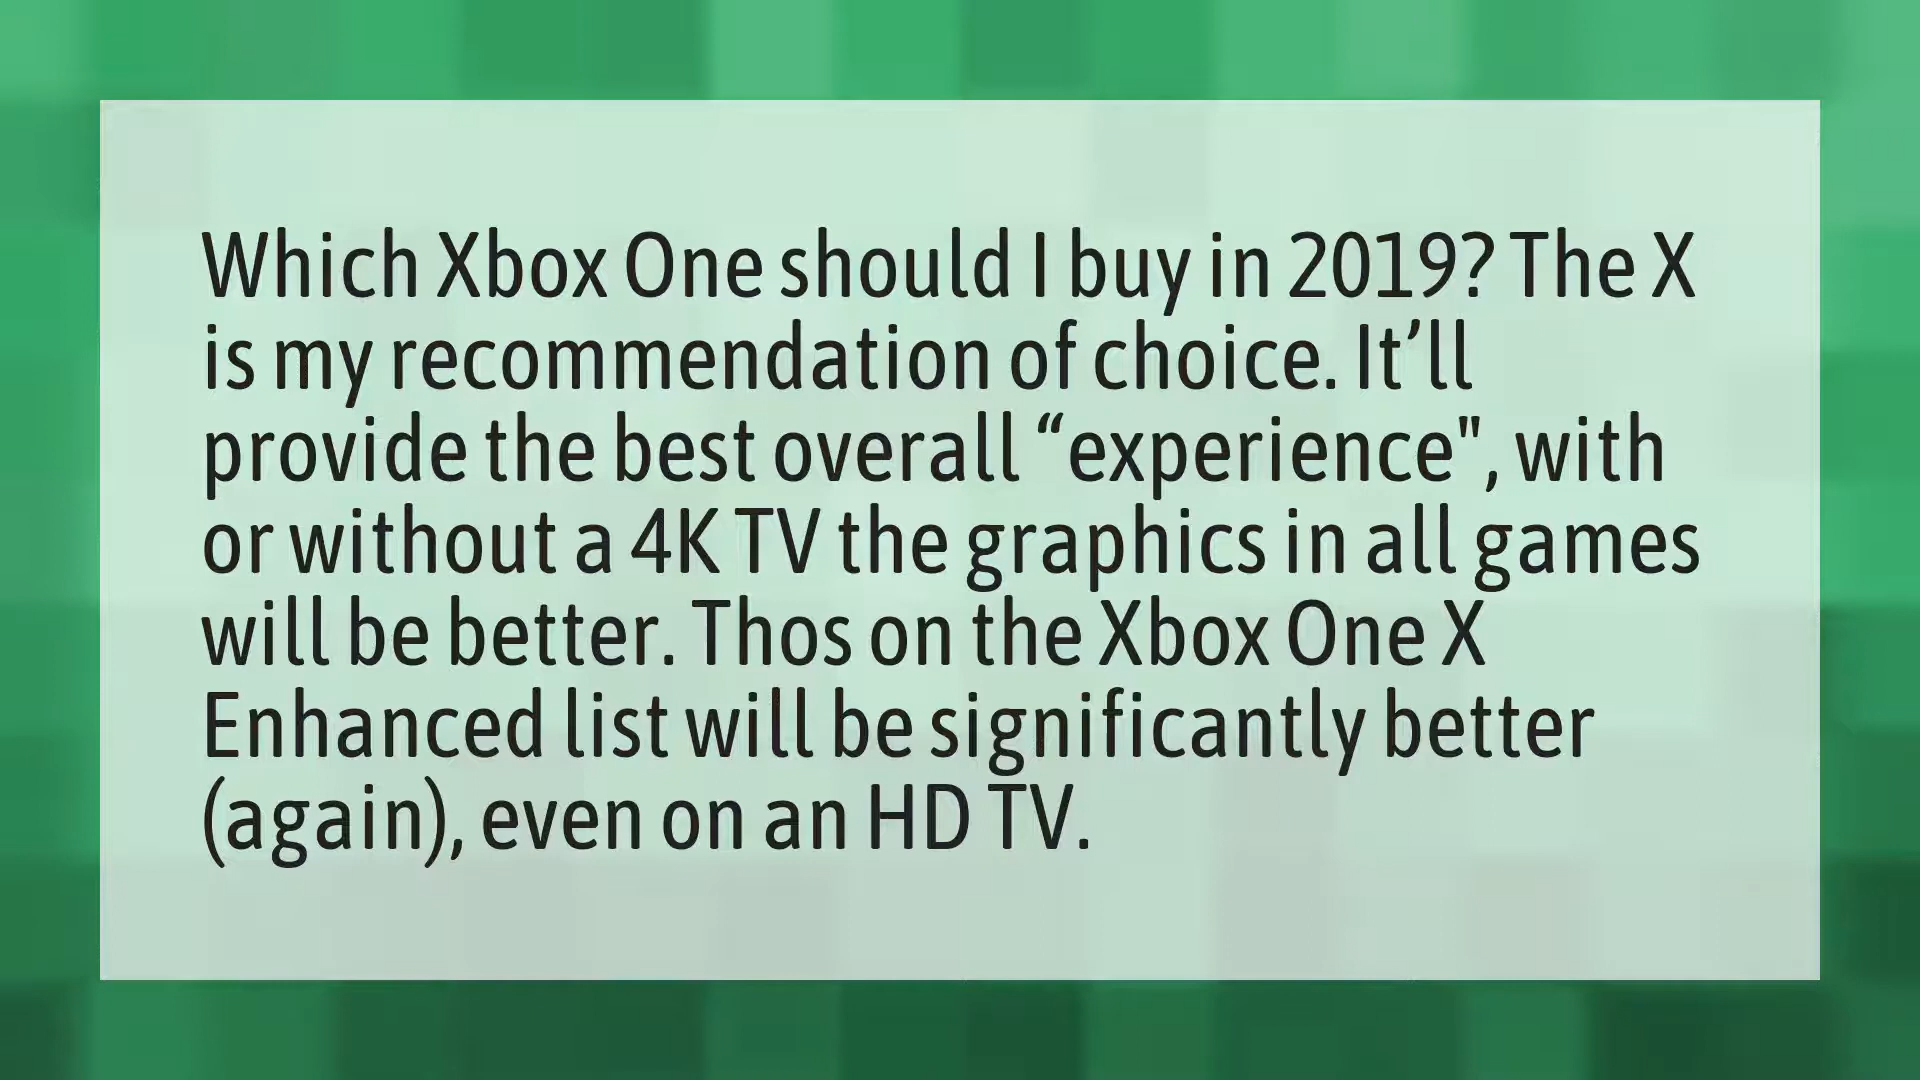 Which Xbox One should I buy in 2019? The X
is my recommendation of choice. It’ll
provide the best overall “experience", with
or without a 4K TV the graphics in all games
will be better. Thos on the Xbox One X
Enhanced list will be significantly better
(again), even on an HD TV.